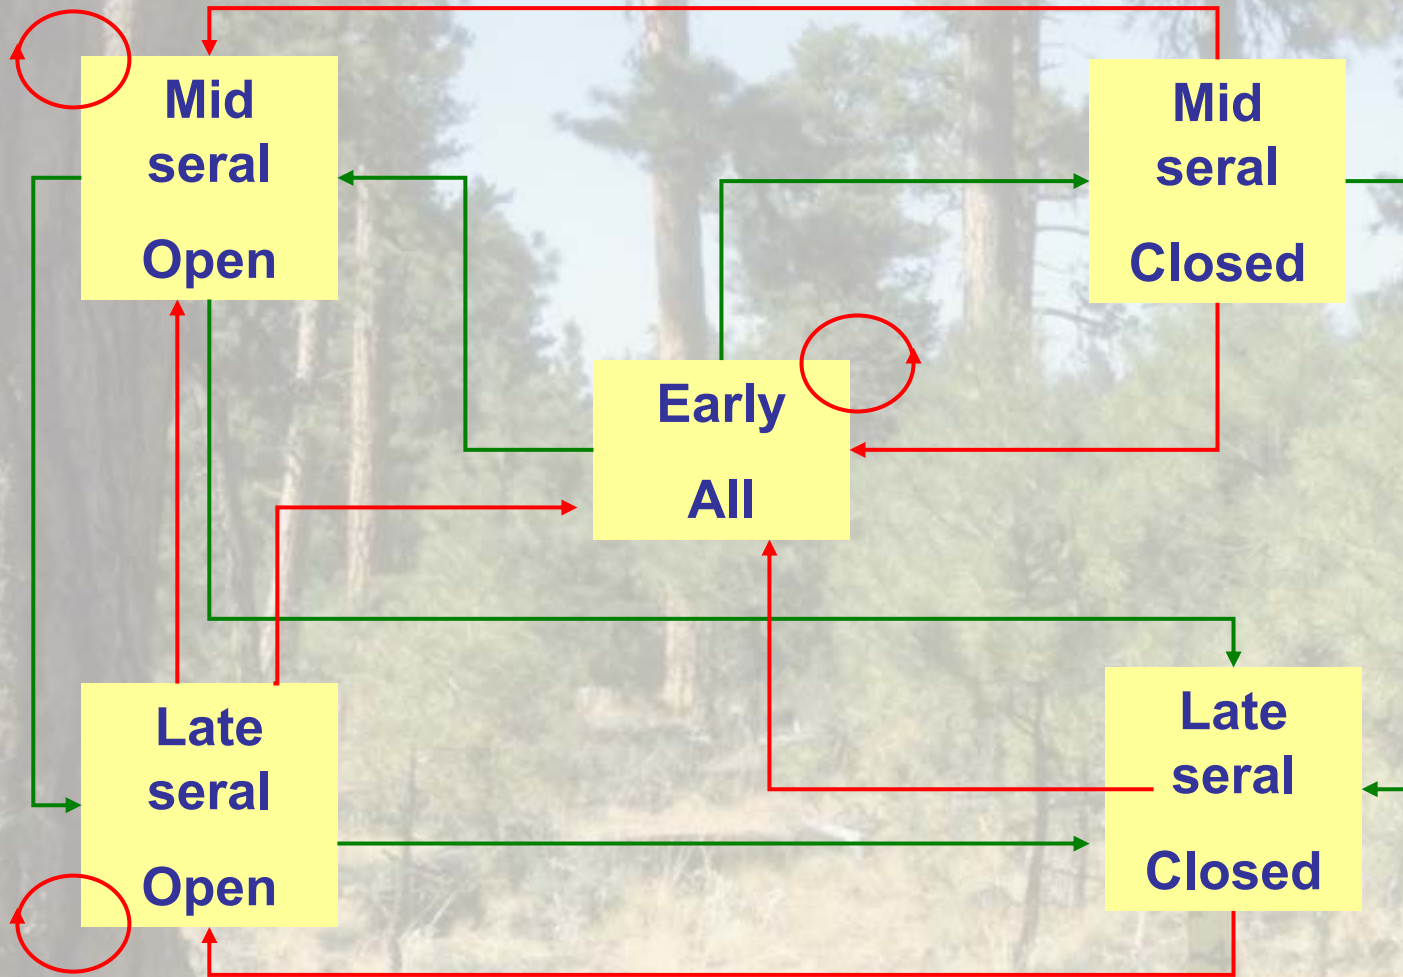 Mid
seral
Open
Mid
seral
Closed
Early
All
Late
seral
Open
Late
seral
Closed